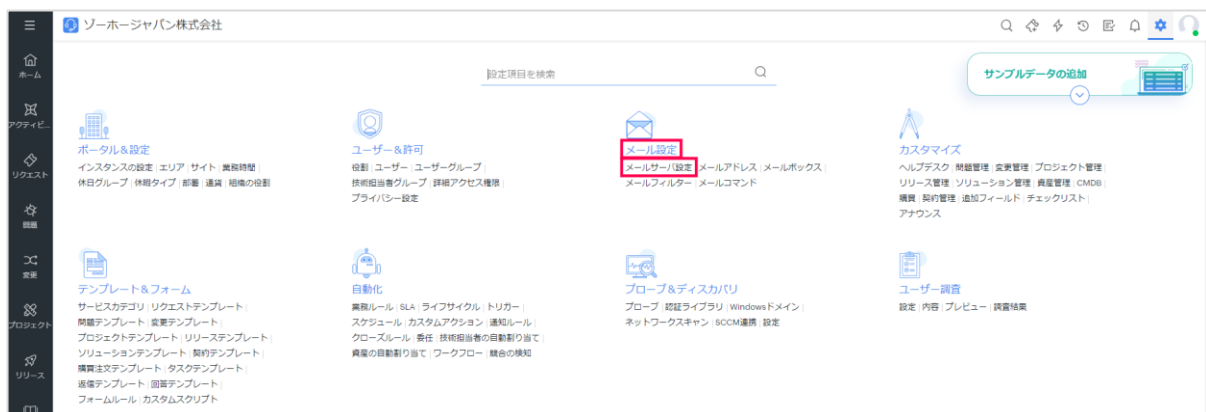 ゾーホージャパン株式会社
設定項目を検索
サンプルデータの追加
ホーム
アクティビ...
リクエスト
問題
変更
プロジェクト
リリース
ポータル&設定
インスタンスの設定 | エリア | サイト | 業務時間 |
休日グループ | 休暇タイプ | 部署 | 通貨 | 組織の役割
ユーザー&許可
役割 | ユーザー | ユーザーグループ |
技術担当者グループ | 詳細アクセス権限 |
プライバシー設定
メール設定
メールサーバ設定 | メールアドレス | メールボックス |
メールフィルター | メールコマンド
カスタマイズ
ヘルプデスク | 問題管理 | 変更管理 | プロジェクト管理 |
リリース管理 | ソリューション管理 | 資産管理 | CMDB |
購買 | 契約管理 | 追加フィールド | チェックリスト |
アナウンス
テンプレート&フォーム
サービスカテゴリ | リクエストテンプレート |
問題テンプレート | 変更テンプレート |
プロジェクトテンプレート | リリーステンプレート |
ソリューションテンプレート |契約テンプレート |
購買注文テンプレート | タスクテンプレート |
返信テンプレート | 回答テンプレート |
フォームルール | カスタムスクリプト
自動化
業務ルール | SLA | ライフサイクル | トリガー |
スケジュール | カスタムアクション | 通知ルール |
クローズルール | 委任 | 技術担当者の自動割り当て |
資産の自動割り当て | ワークフロー | 競合の検知
プローブ&ディスカバリ
プローブ | 認証ライブラリ | Windowsドメイン |
ネットワークスキャン | SCCM連携 | 設定
ユーザー調査
設定 | 内容 | プレビュー | 調査結果